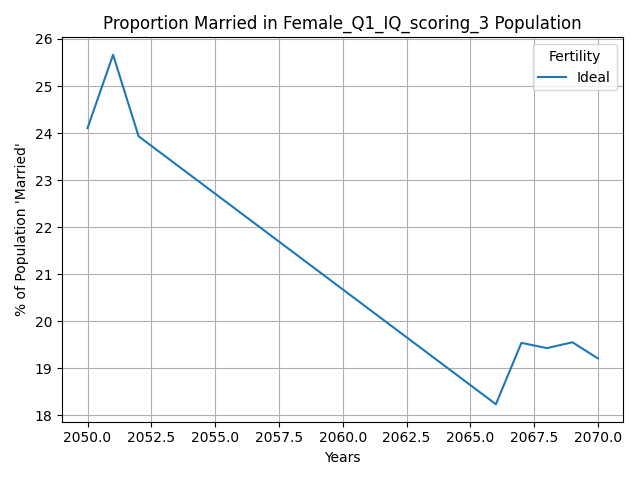 Proportion Married in Female_Q1_IQ_scoring_3 Population
26
25
24
23
22
21
20
19
18
% of Population 'Married'
Fertility
Ideal
2050.0 2052.5 2055.0 2057.5 2060.0 2062.5 2065.0 2067.5 2070.0
Years